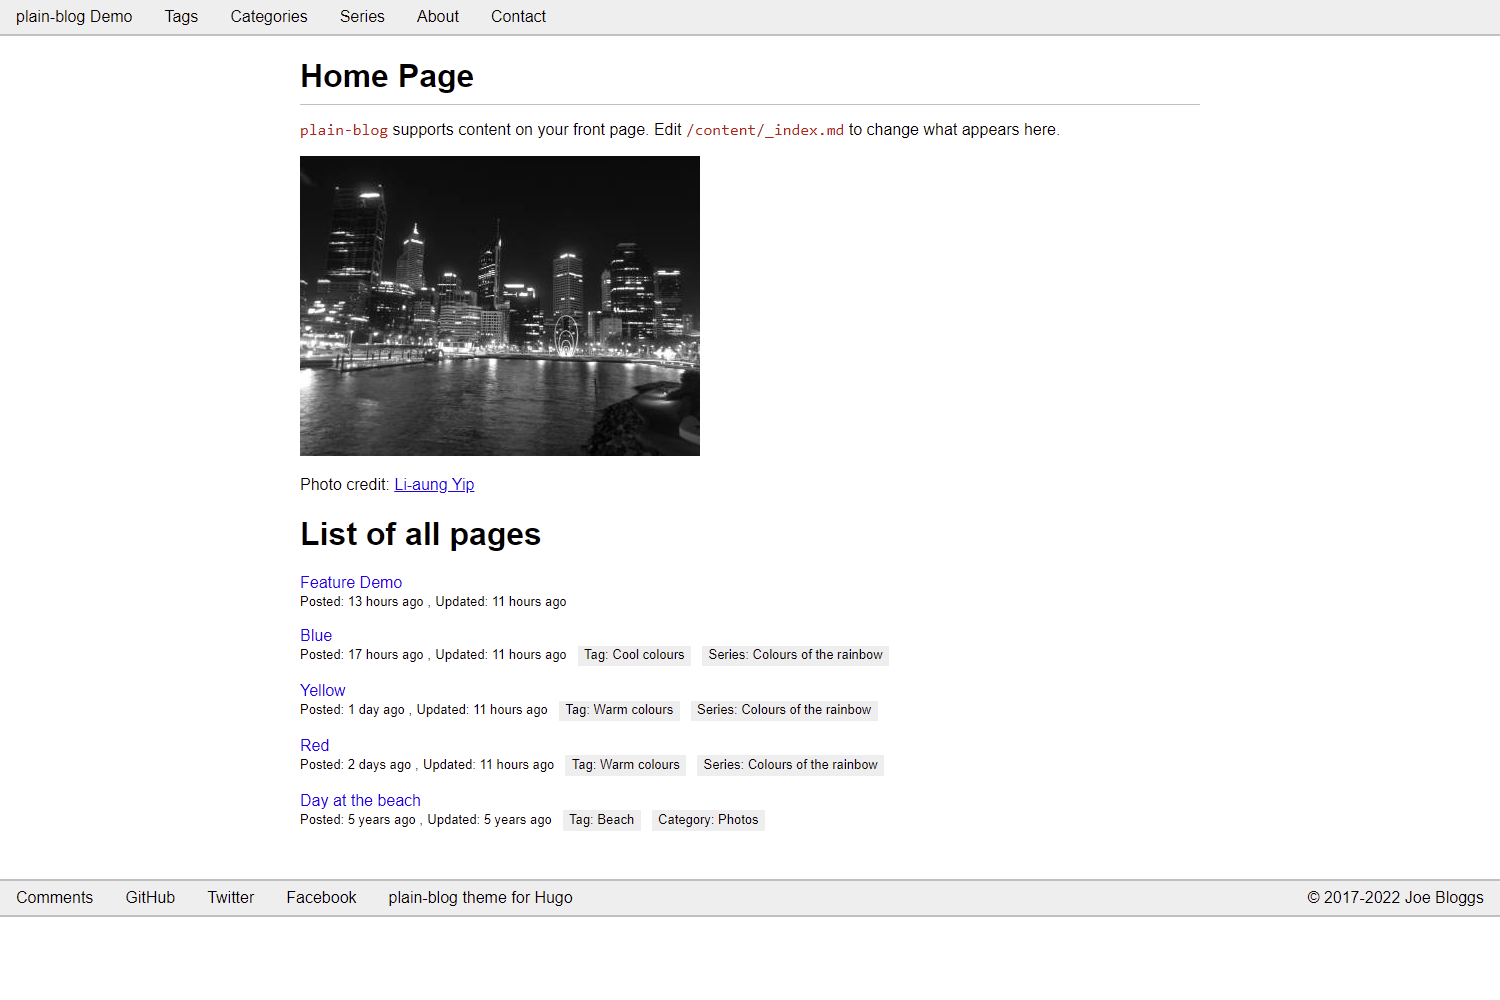 plain-blog Demo Tags Categories Series About Contact
Home Page
plain-blog supports content on your front page. Edit /content/_index.md to change what appears here.
Photo credit: Li-aung Yip
List of all pages
Feature Demo
Posted: 13 hours ago , Updated: 11 hours ago
Blue
Posted: 17 hours ago , Updated: 11 hours ago Tag: Cool colours Series: Colours of the rainbow
Yellow
Posted: 1 day ago , Updated: 11 hours ago Tag: Warm colours Series: Colours of the rainbow
Red
Posted: 2 days ago , Updated: 11 hours ago Tag: Warm colours Series: Colours of the rainbow
Day at the beach
Posted: 5 years ago , Updated: 5 years ago Tag: Beach Category: Photos
Comments GitHub Twitter Facebook plain-blog theme for Hugo © 2017-2022 Joe Bloggs